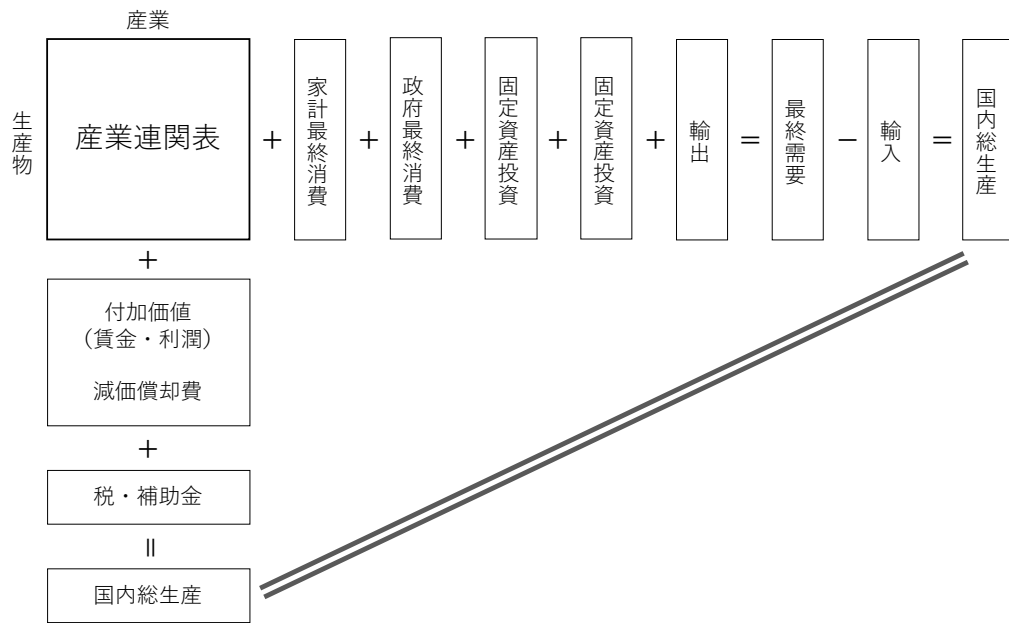 産業
生産物
産業連関表
+
家計最終消費
+
政府最終消費
+
固定資産投資
+
固定資産投資
+
輸出
=
最終需要
−
輸入
=
国内総生産
+
付加価値
（賃金・利潤）
減価償却費
+
税・補助金
=
国内総生産